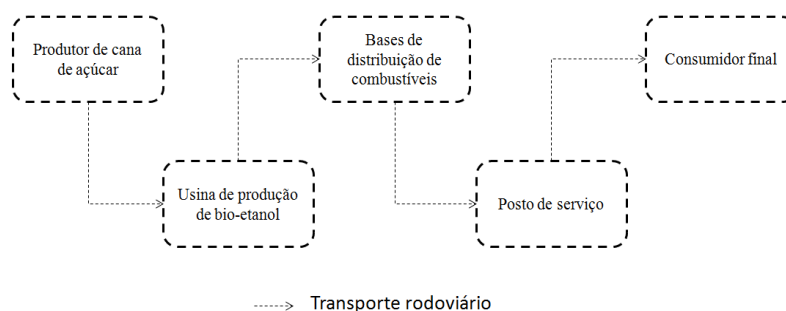 Produtor de cana
de açúcar
Usina de produção
de bio-etanol
Bases de
distribuição de
combustíveis
Posto de serviço
Consumidor final
Transporte rodoviário